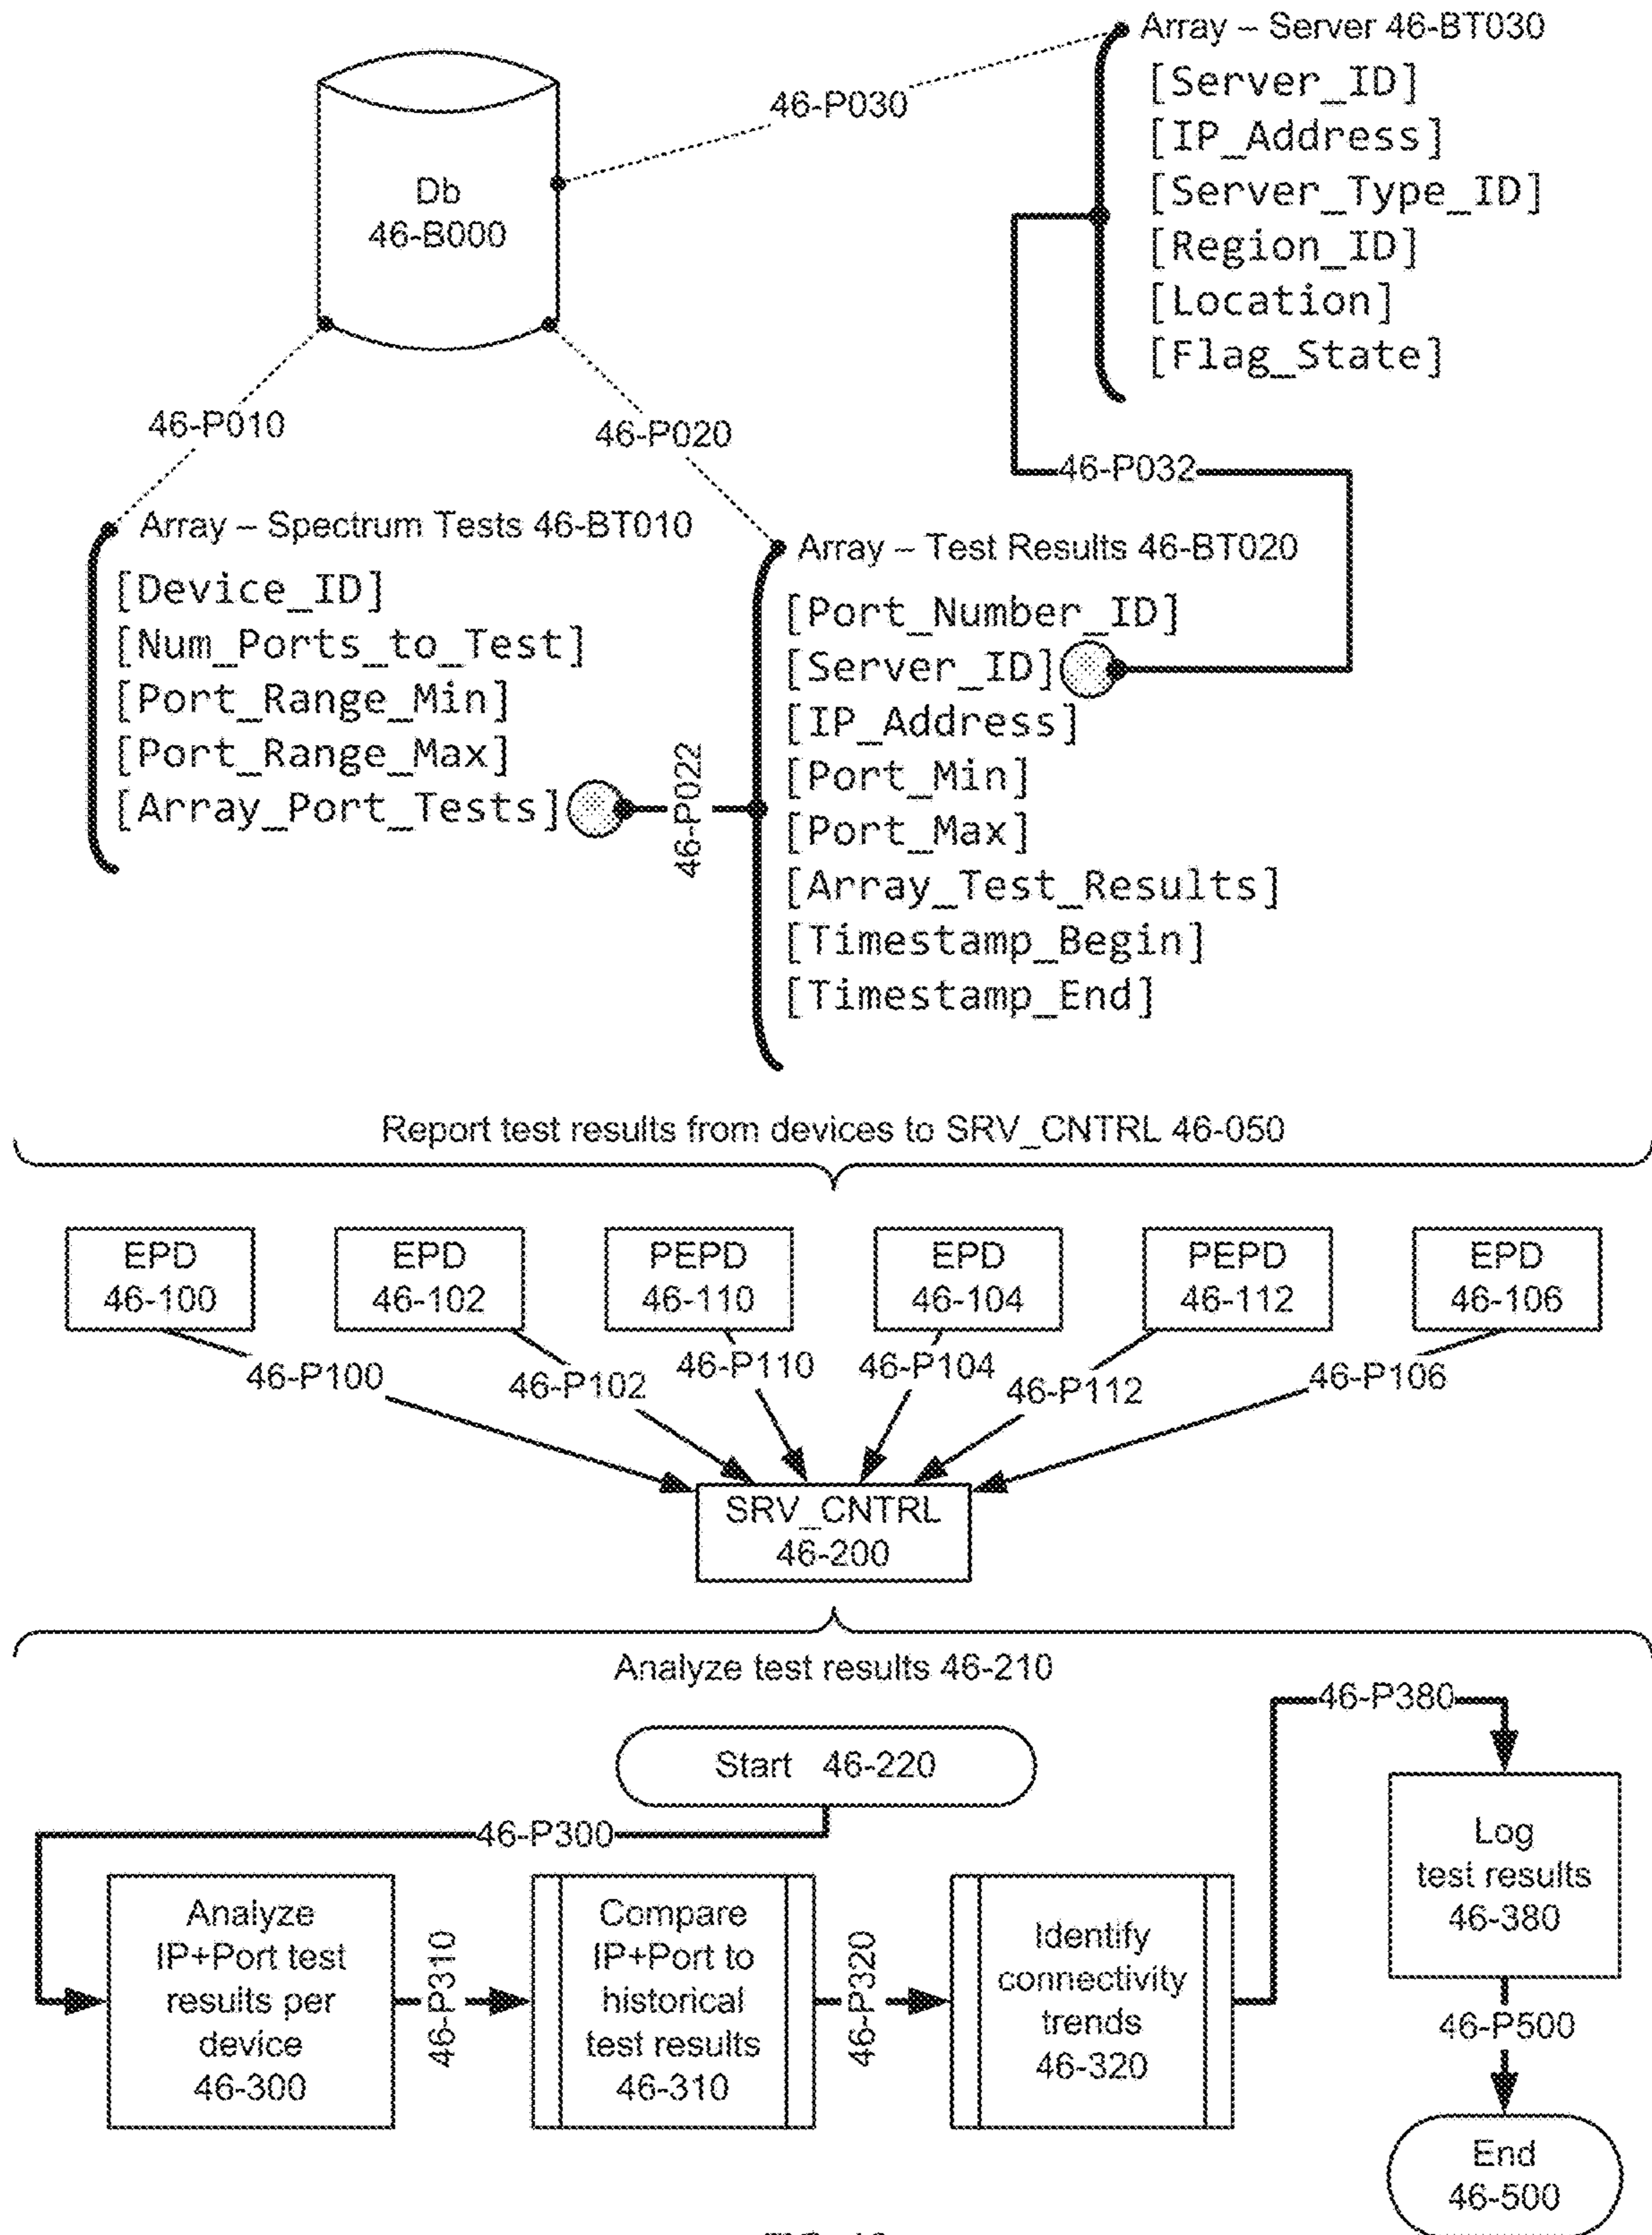 Array – Server 46-BT030
[Server_ID]
[IP_Address]
[Server_Type_ID]
[Region_ID]
[Location]
[Flag_State]
46-P030
Db
46-B000
46-P010
46-P020
46-P032
Array – Spectrum Tests 46-BT010
[Device_ID]
[Num_Ports_to_Test]
[Port_Range_Min]
[Port_Range_Max]
[Array_Port_Tests]
46-P022
Array – Test Results 46-BT020
[Port_Number_ID]
[Server_ID]
[IP_Address]
[Port_Min]
[Port_Max]
[Array_Test_Results]
[Timestamp_Begin]
[Timestamp_End]
Report test results from devices to SRV_CNTRL 46-050
EPD
46-100
EPD
46-102
PEPD
46-110
EPD
46-104
PEPD
46-112
EPD
46-106
46-P100
46-P102
46-P110
46-P104
46-P112
46-P106
SRV_CNTRL
46-200
Analyze test results 46-210
46-P380
Start 46-220
46-P300
Analyze
IP+Port test
results per
device
46-300
46-P310
Compare
IP+Port to
historical
test results
46-310
46-P320
Identify
connectivity
trends
46-320
Log
test results
46-380
46-P500
End
46-500